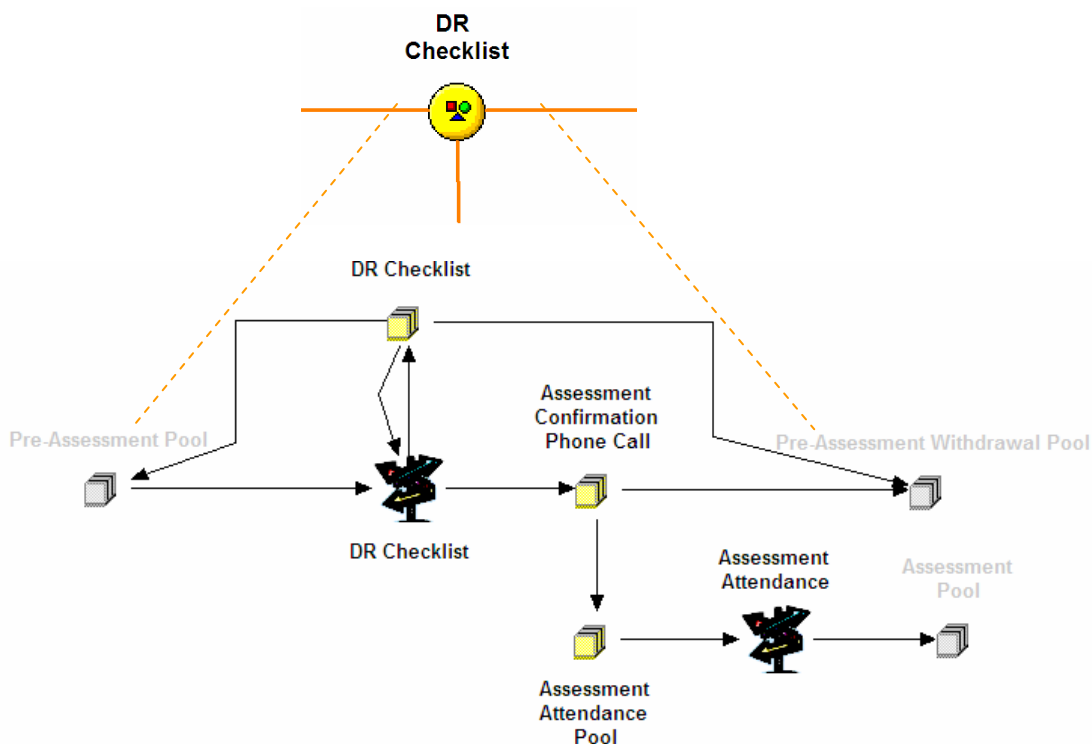 DR
Checklist
DR Checklist
Assessment
Confirmation
Phone Call
Pre-Assessment Pool
Pre-Assessment Withdrawal Pool
DR Checklist
Assessment
Attendance
Assessment
Pool
Assessment
Attendance
Pool